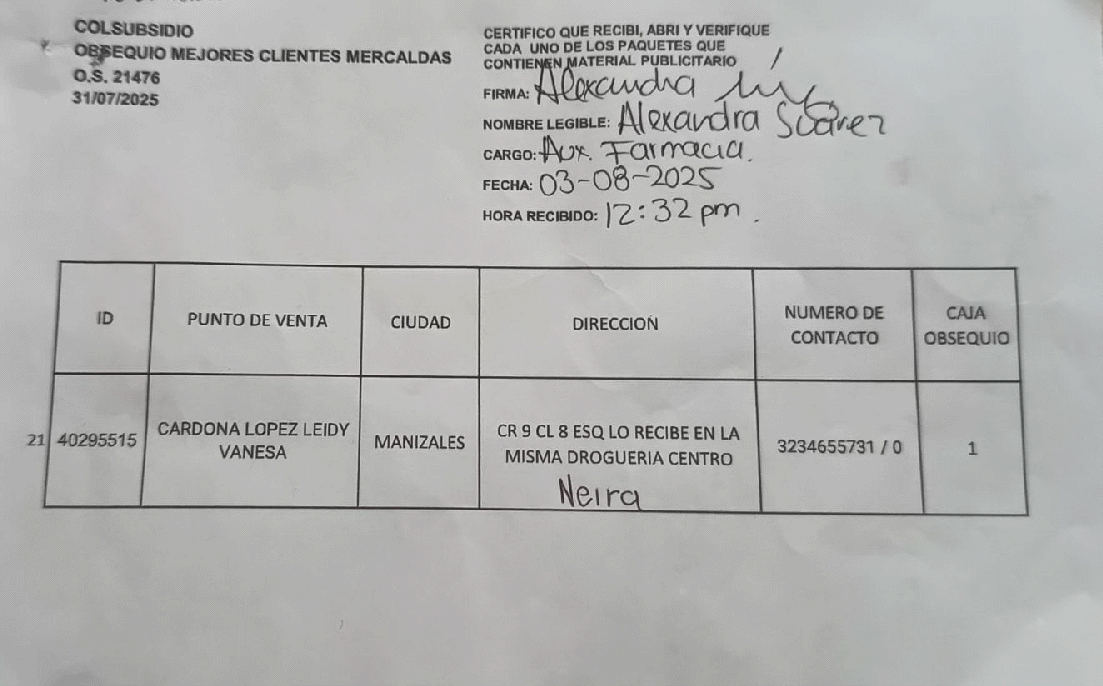 COLSUBSIDIO
OBSEQUIO MEJORES CLIENTES MERCALDAS
O.S. 21476
31/07/2025
CERTIFICO QUE RECIBI, ABRI Y VERIFIQUE
CADA UNO DE LOS PAQUETES QUE
CONTIENEN MATERIAL PUBLICITARIO
FIRMA: Alexandra
NOMBRE LEGIBLE: Alexandra Suárez
CARGO: Aux. Farmacia.
FECHA: 03-08-2025
HORA RECIBIDO: 12:32 pm.
ID
PUNTO DE VENTA
CIUDAD
DIRECCION
NUMERO DE
CONTACTO
CAJA
OBSEQUIO
21
40295515
CARDONA LOPEZ LEIDY
VANESA
MANIZALES
CR 9 CL 8 ESQ LO RECIBE EN LA
MISMA DROGUERIA CENTRO
Neira
3234655731 / 0
1